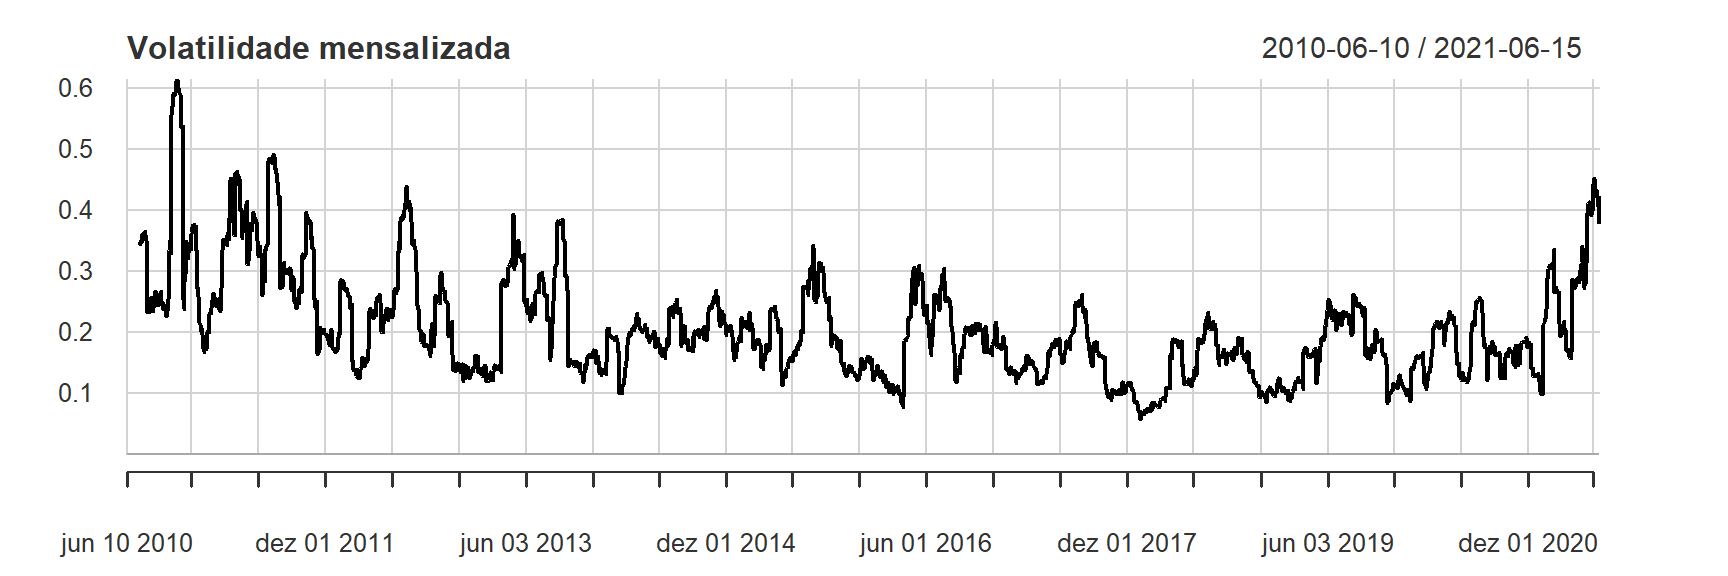 Volatilidade mensalizada
2010-06-10 / 2021-06-15
0.6
0.5
0.4
0.3
0.2
0.1
jun 10 2010
dez 01 2011
jun 03 2013
dez 01 2014
jun 01 2016
dez 01 2017
jun 03 2019
dez 01 2020